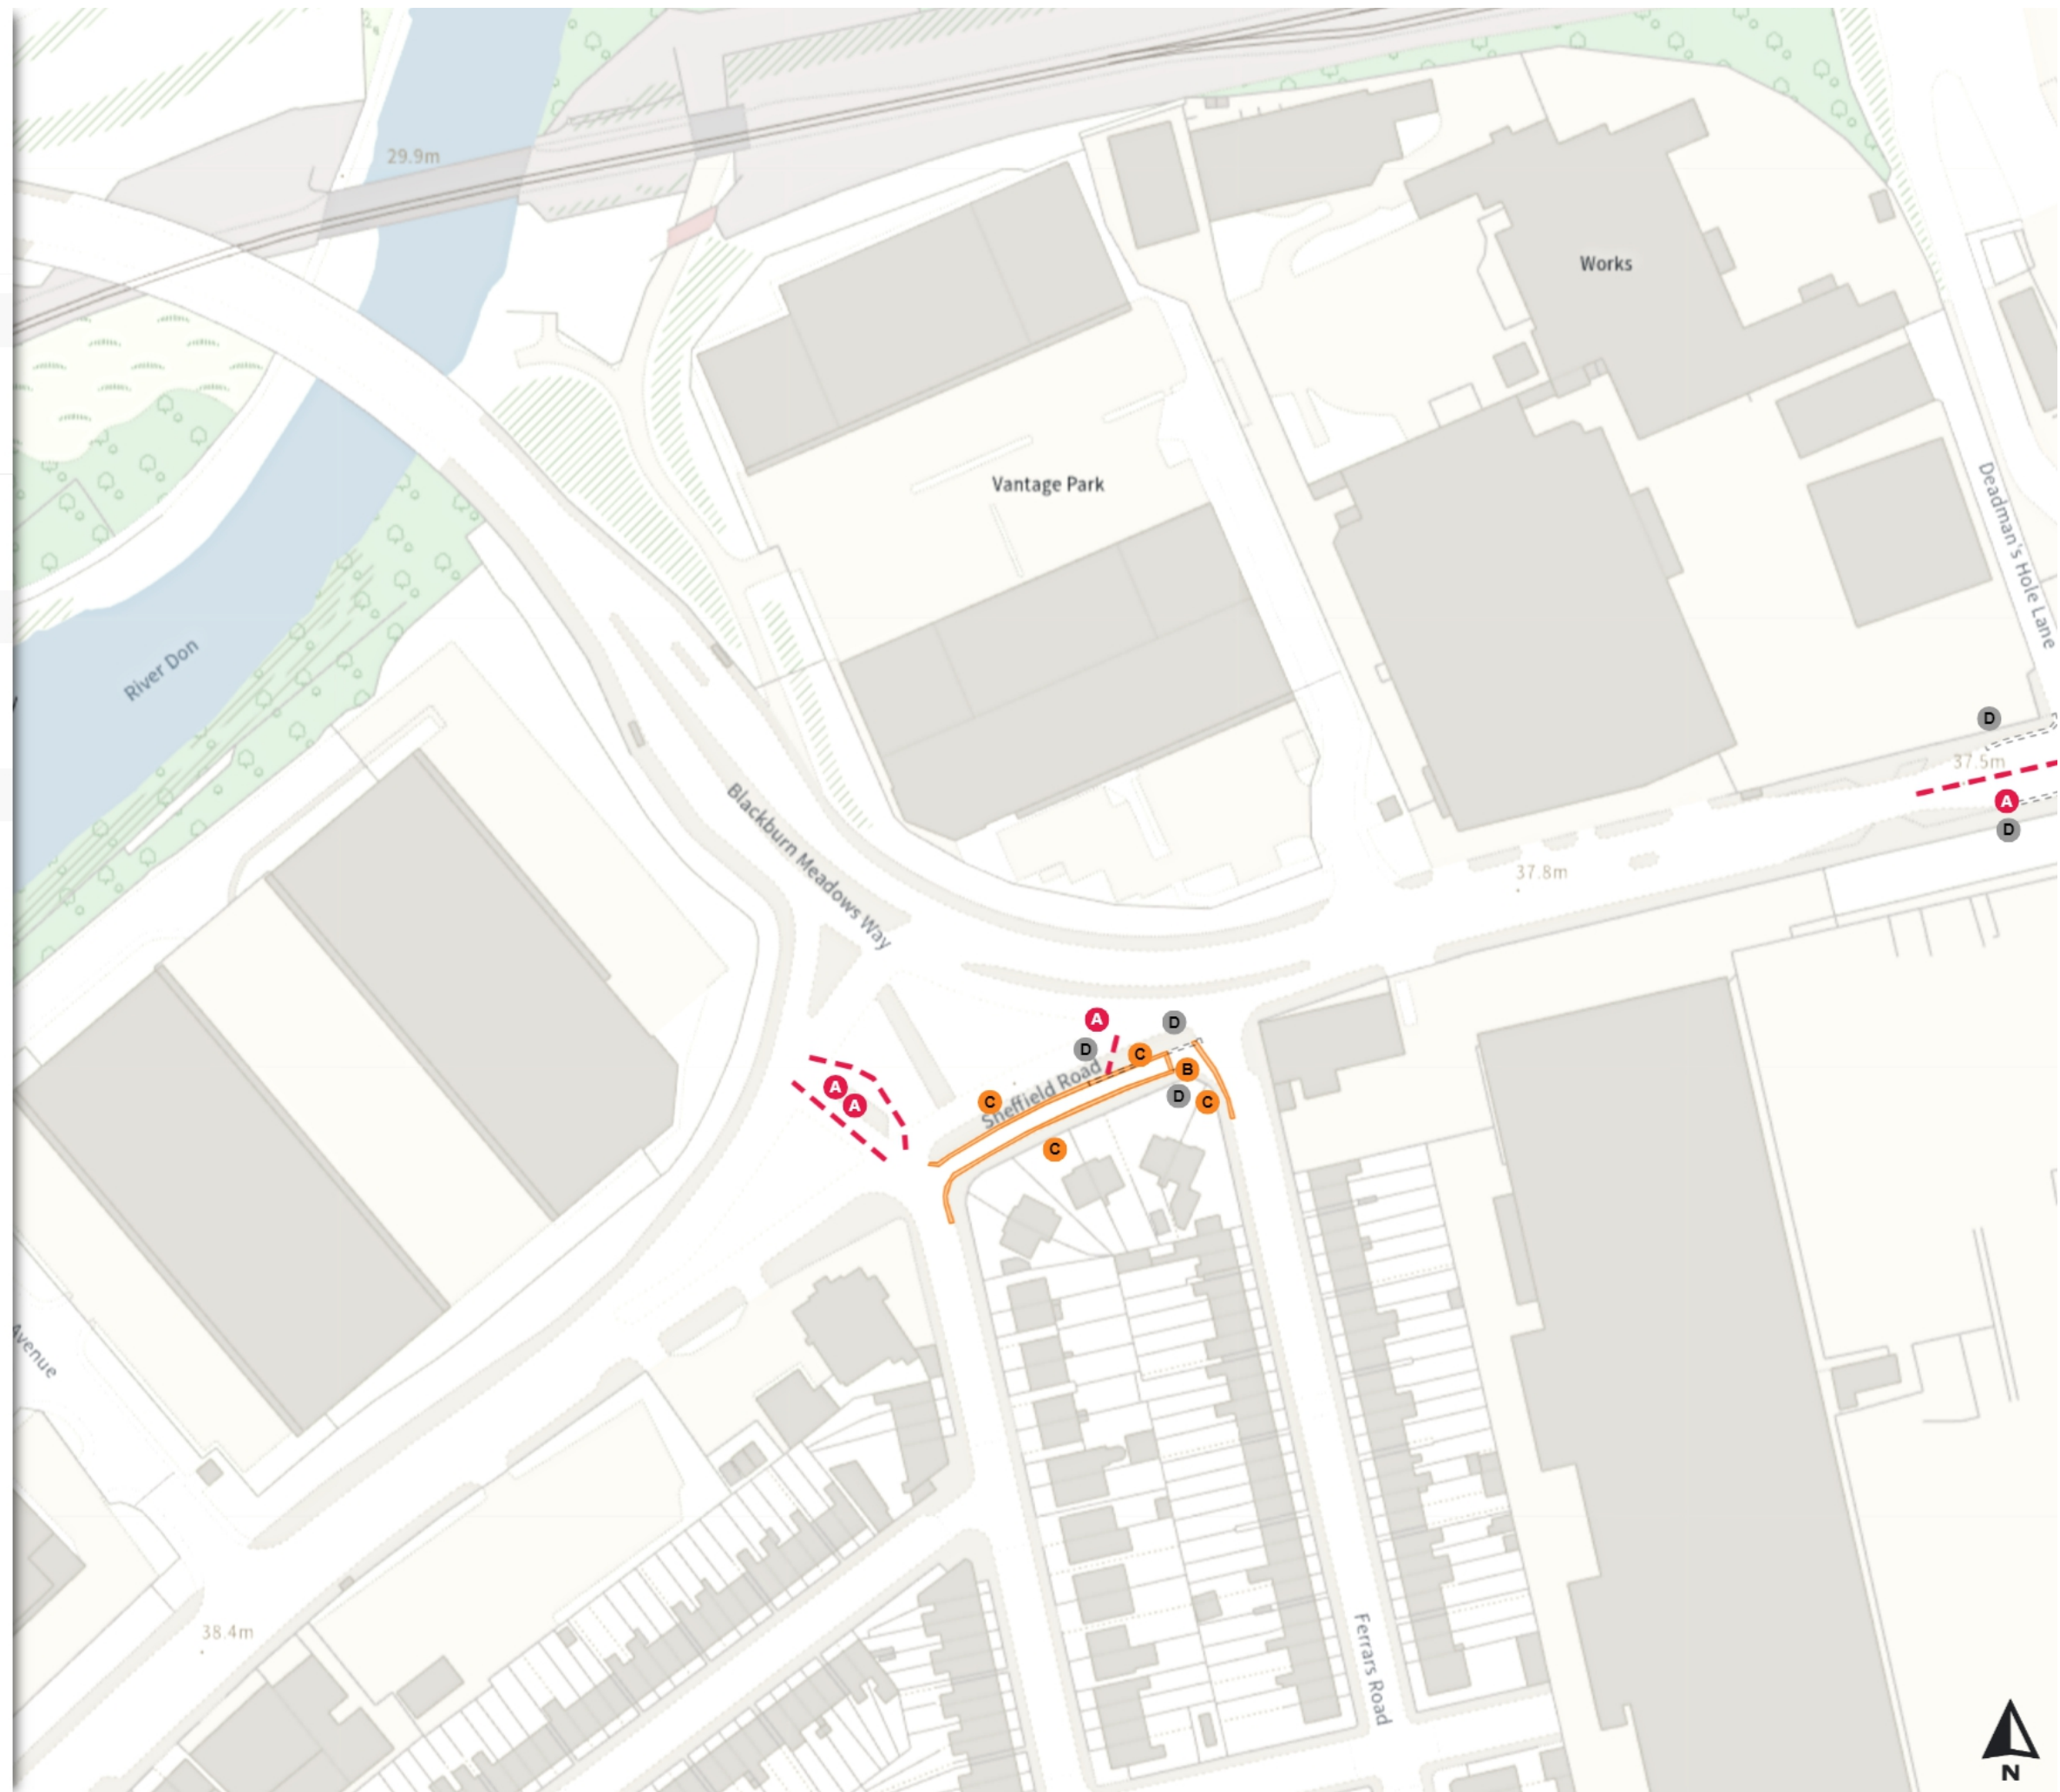 29.9m
Works
Vantage Park
Deadman's Hole Lane
River Don
D
37.5m
A
D
Blackburn Meadows Way
37.8m
A
D
D
C
B
A
A
Sheffield Road
C
D
C
C
Avenue
38.4m
Ferrars Road
N